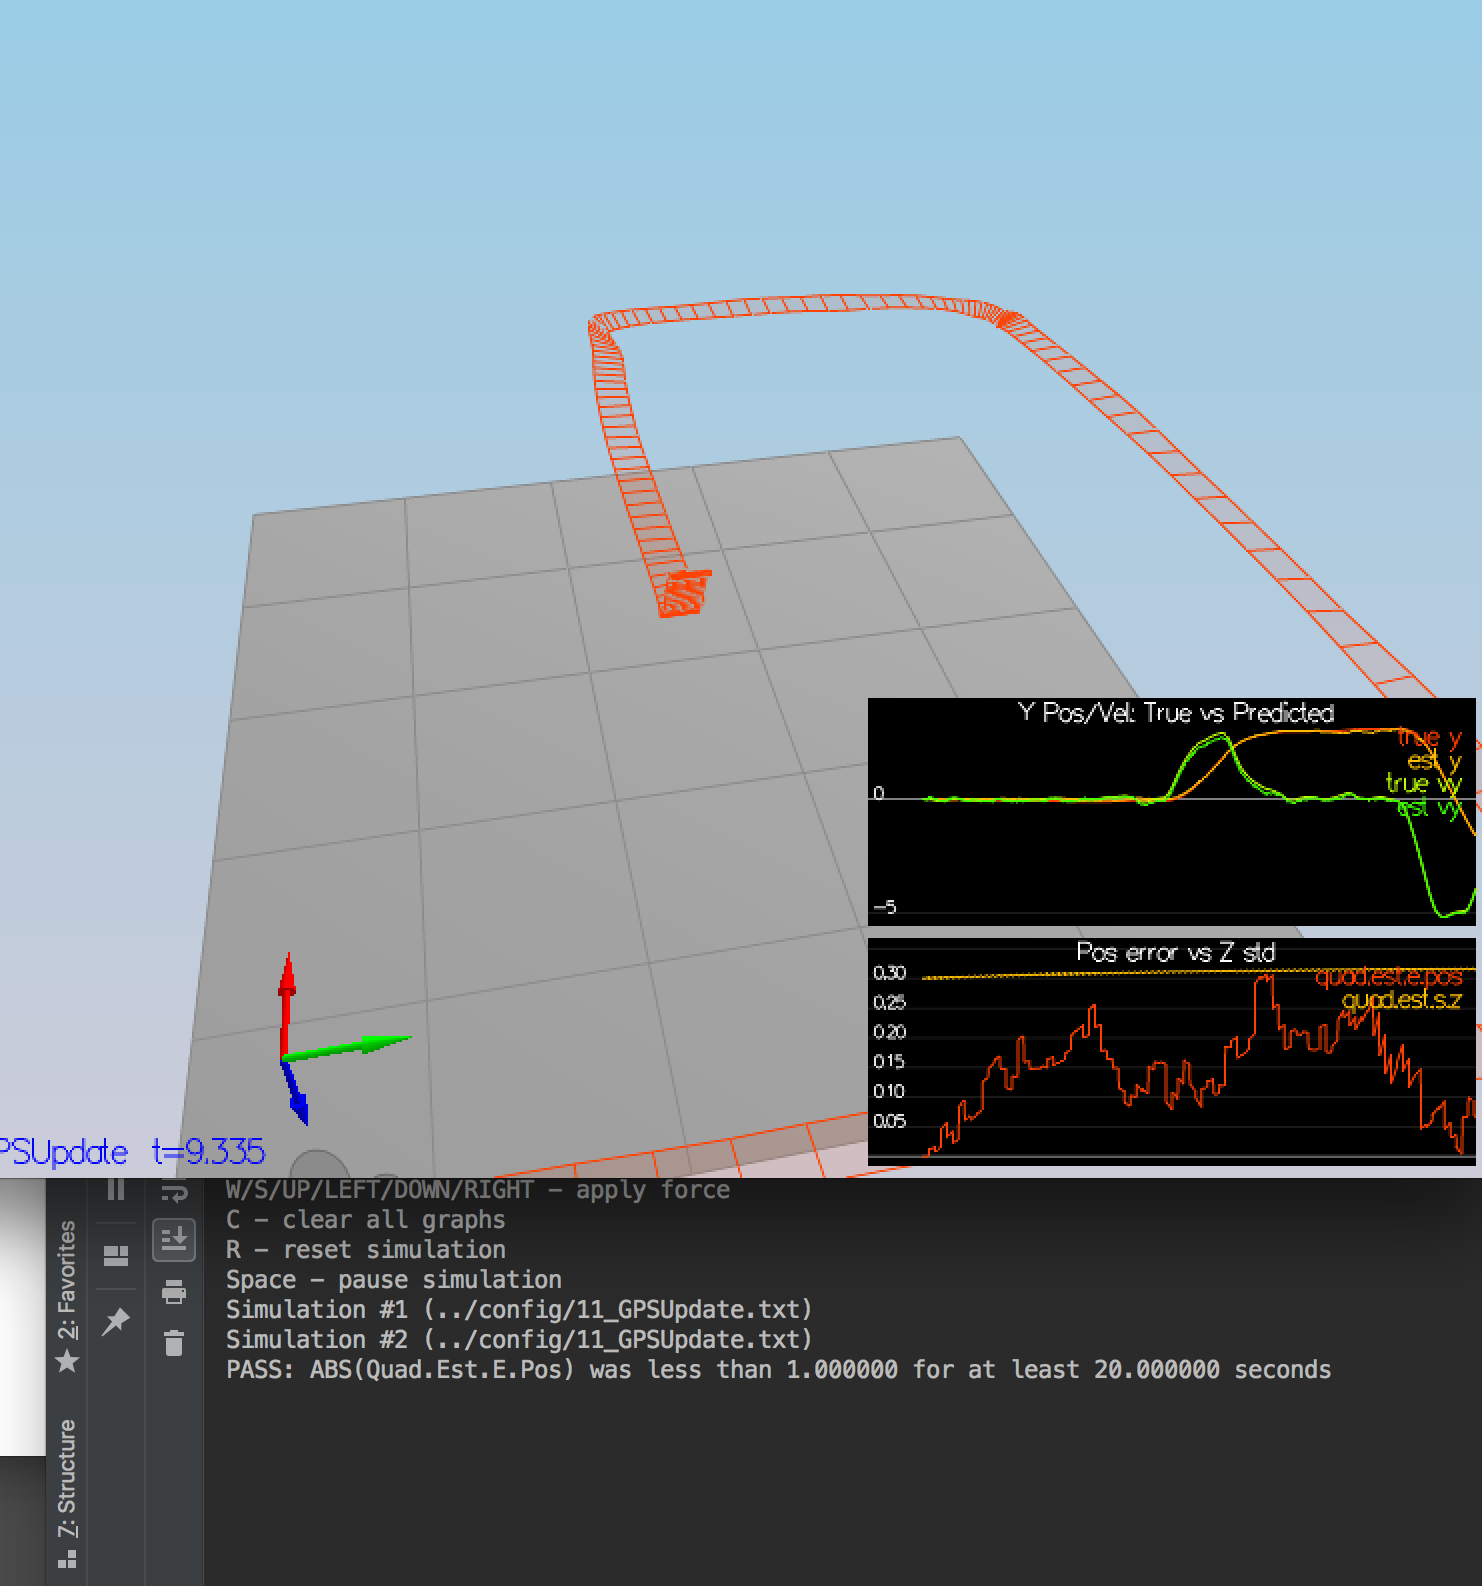 Y Pos/Vel: True vs Predicted
true y
est y
true vy
est vy
0
-5
Pos error vs Z std
quad.est.e.pos
quad.est.s.z
0.30
0.25
0.20
0.15
0.10
0.05
PSUpdate t=9.335
W/S/UP/LEFT/DOWN/RIGHT - apply force
C - clear all graphs
R - reset simulation
Space - pause simulation
Simulation #1 (../config/11_GPSUpdate.txt)
Simulation #2 (../config/11_GPSUpdate.txt)
PASS: ABS(Quad.Est.E.Pos) was less than 1.000000 for at least 20.000000 seconds
2: Favorites
7: Structure